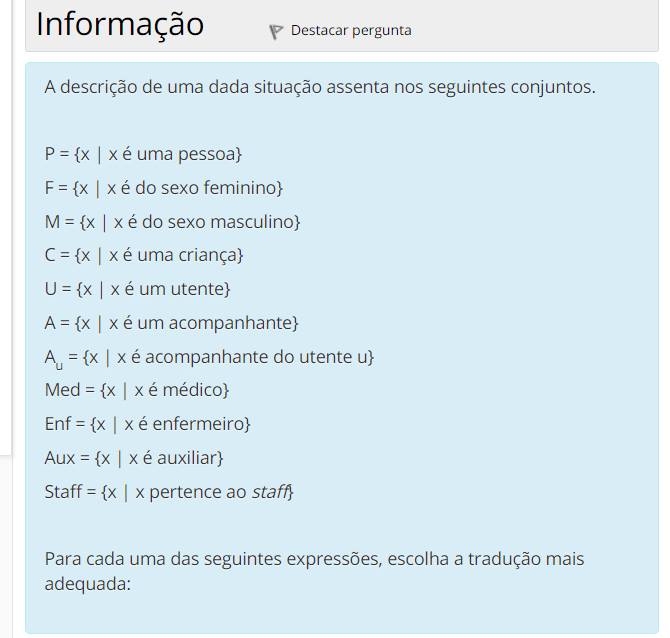 Informação
Destacar pergunta
A descrição de uma dada situação assenta nos seguintes conjuntos.
P = {x | x é uma pessoa}
F = {x | x é do sexo feminino}
M = {x | x é do sexo masculino}
C = {x | x é uma criança}
U = {x | x é um utente}
A = {x | x é um acompanhante}
Au = {x | x é acompanhante do utente u}
Med = {x | x é médico}
Enf = {x | x é enfermeiro}
Aux = {x | x é auxiliar}
Staff = {x | x pertence ao staff}
Para cada uma das seguintes expressões, escolha a tradução mais
adequada: